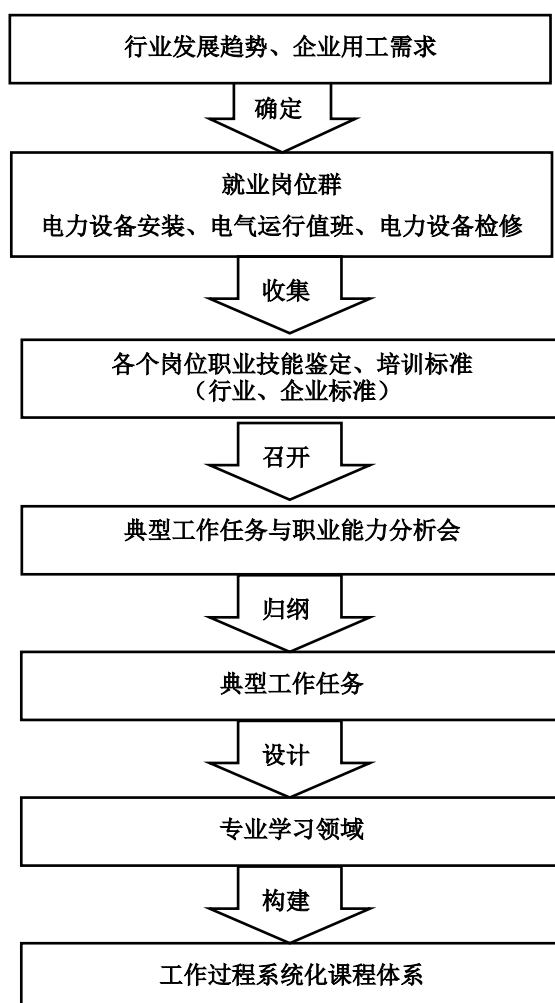 行业发展趋势、企业用工需求
确定
就业岗位群
电力设备安装、电气运行值班、电力设备检修
收集
各个岗位职业技能鉴定、培训标准
（行业、企业标准）
召开
典型工作任务与职业能力分析会
归纲
典型工作任务
设计
专业学习领域
构建
工作过程系统化课程体系